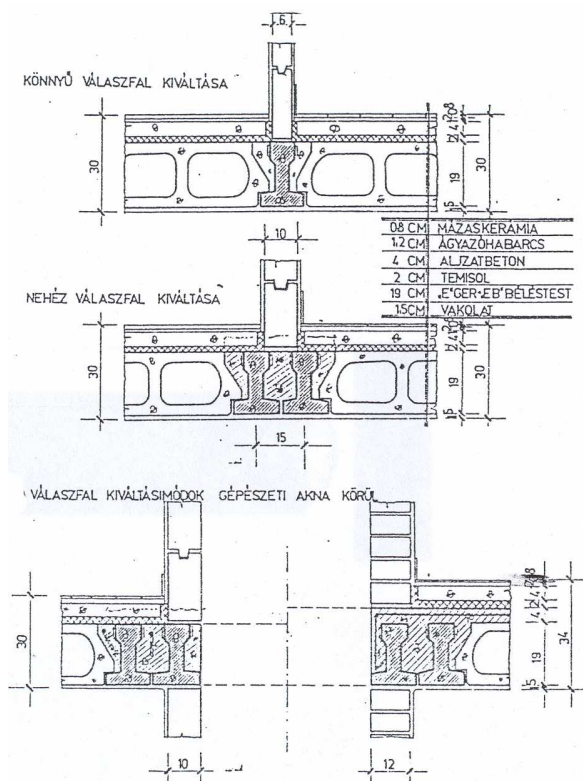 6
KÖNNYŰ VÁLASZFAL KIVÁLTÁSA
30
19
30
10
0,8 CM MÁZASKERÁMIA
1,2 CM ÁGYAZÓHABARCS
4 CM ALJZATBETON
2 CM TEMISOL
19 CM „E"GER.„EB"BÉLÉSTEST
1.5CM VAKOLAT
NEHÉZ VÁLASZFAL KIVÁLTÁSA
30
19
30
15
VÁLASZFAL KIVÁLTÁSIMÓDOK GÉPÉSZETI AKNA KÖRÜL
30
19
34
10
12